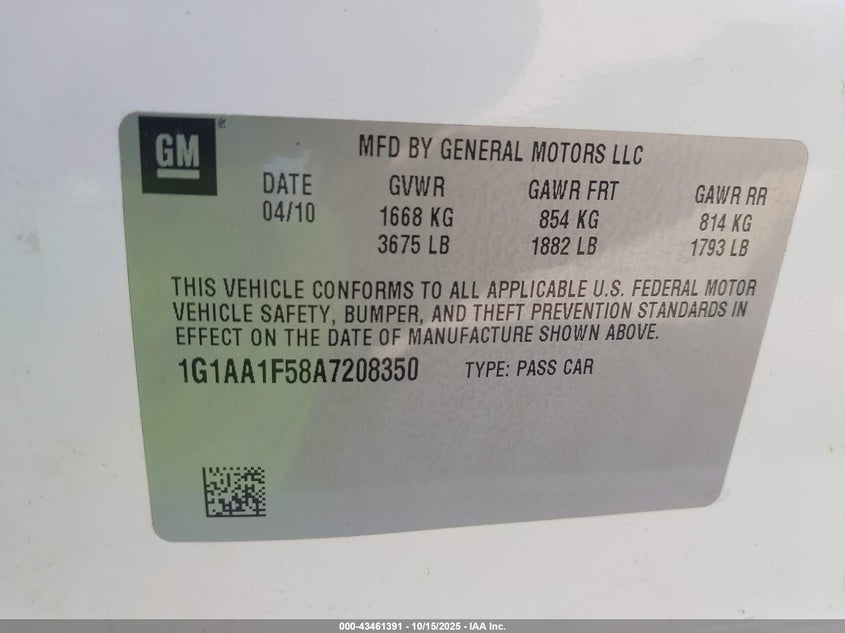 GM®
MFD BY GENERAL MOTORS LLC
DATE GVWR GAWR FRT GAWR RR
04/10 1668 KG 854 KG 814 KG
3675 LB 1882 LB 1793 LB
THIS VEHICLE CONFORMS TO ALL APPLICABLE U.S. FEDERAL MOTOR
VEHICLE SAFETY, BUMPER, AND THEFT PREVENTION STANDARDS IN
EFFECT ON THE DATE OF MANUFACTURE SHOWN ABOVE.
1G1AA1F58A7208350 TYPE: PASS CAR
000-43461391 - 10/15/2025 - IAA Inc.